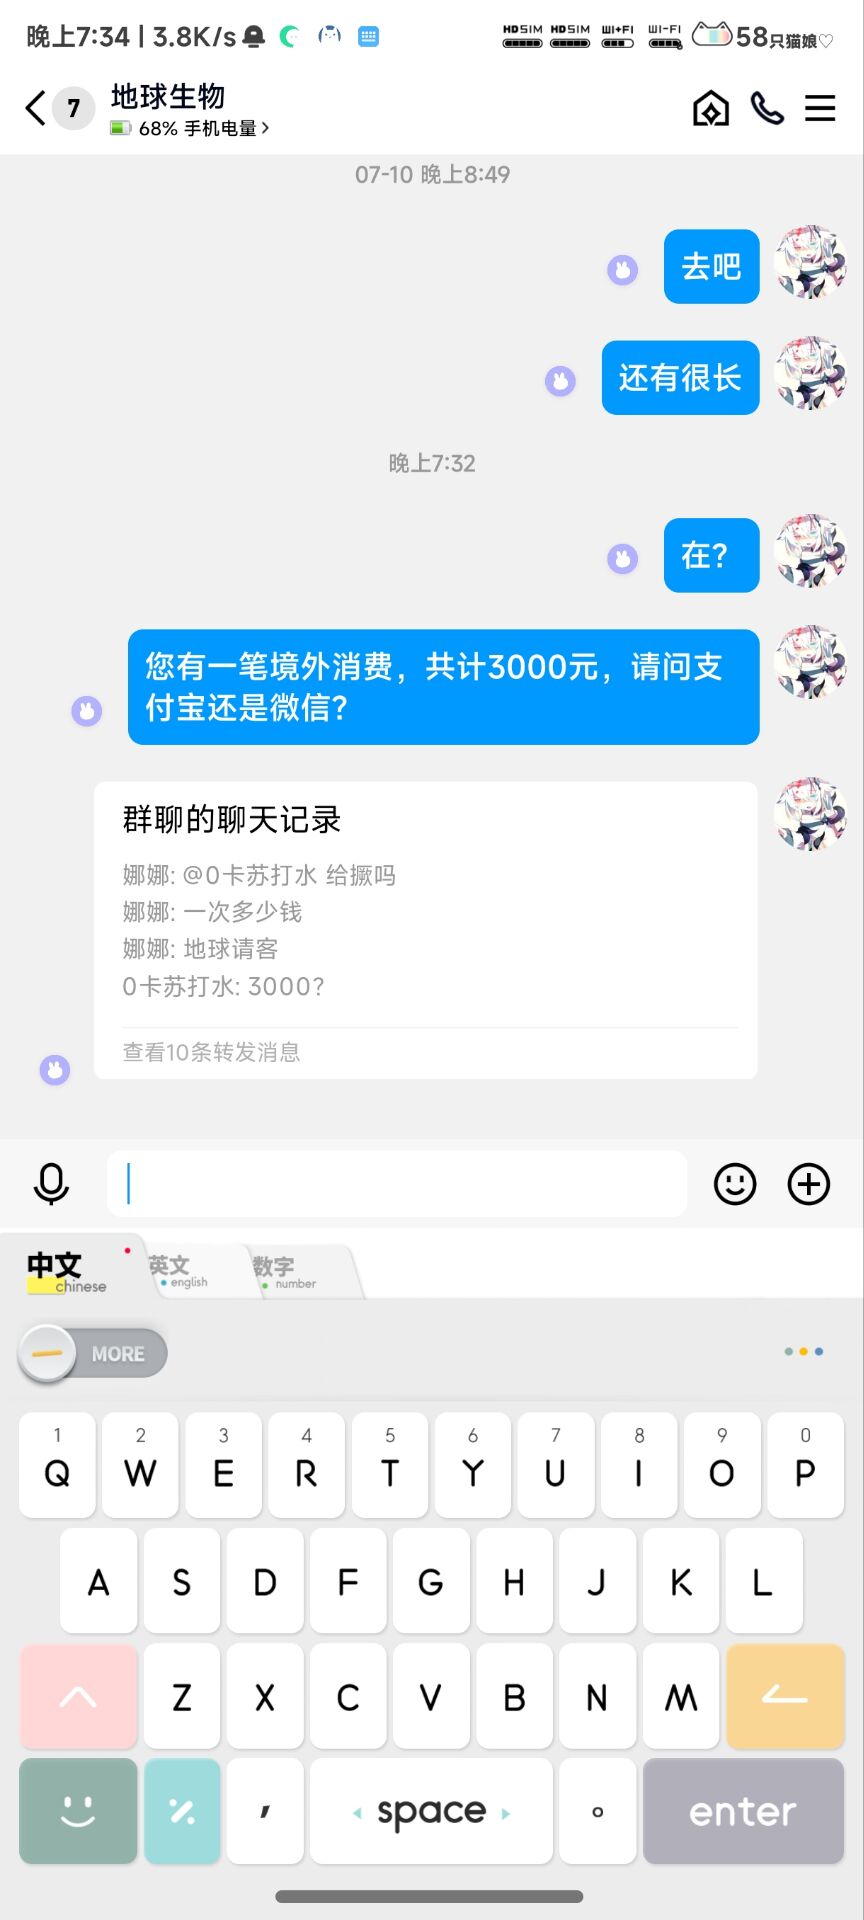 晚上7:34 | 3.8K/s
HD SIM HD SIM WI+FI WI-FI 58只猫娘♡
7
地球生物
68% 手机电量 >
07-10 晚上8:49
去吧
还有很长
晚上7:32
在？
您有一笔境外消费，共计3000元，请问支
付宝还是微信？
群聊的聊天记录
娜娜: @0卡苏打水 给撅吗
娜娜: 一次多少钱
娜娜: 地球请客
0卡苏打水: 3000？
查看10条转发消息
中文 英文 数字
chinese english number
MORE
1 2 3 4 5 6 7 8 9 0
Q W E R T Y U I O P
A S D F G H J K L
Z X C V B N M
， space 。 enter